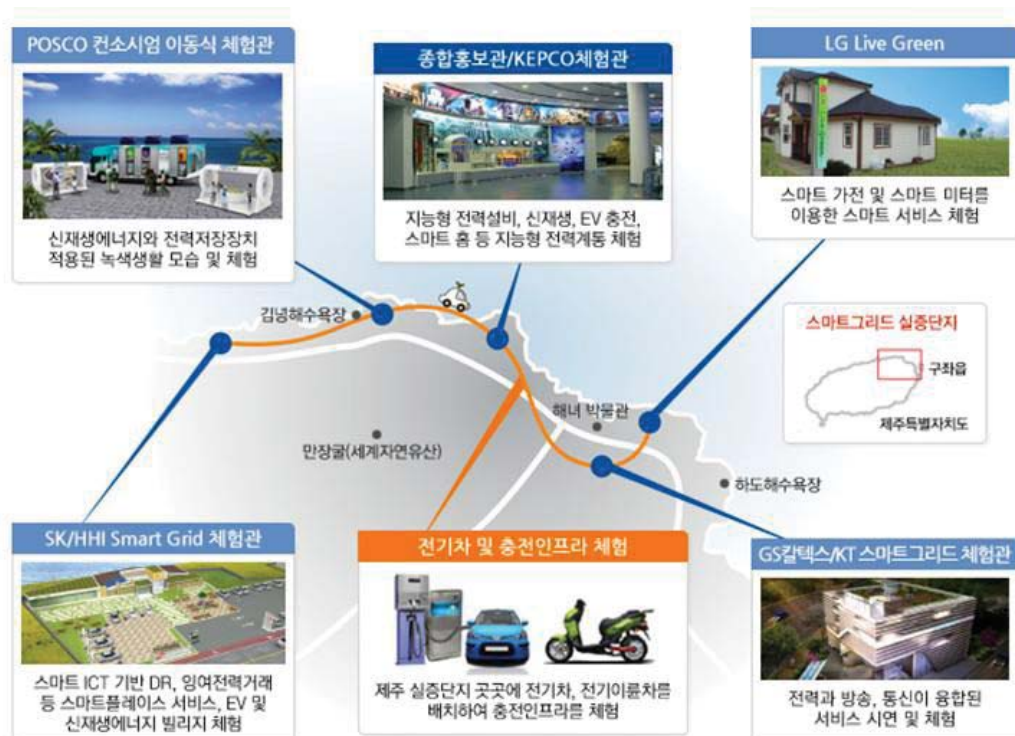 POSCO 컨소시엄 이동식 체험관
신재생에너지와 전력저장장치
적용된 녹색생활 모습 및 체험
종합홍보관/KEPCO체험관
지능형 전력설비, 신재생, EV 충전,
스마트 홈 등 지능형 전력계통 체험
LG Live Green
스마트 가전 및 스마트 미터를
이용한 스마트 서비스 체험
김녕해수욕장
스마트그리드 실증단지
구좌읍
제주특별자치도
해녀 박물관
만장굴(세계자연유산)
하도해수욕장
SK/HHI Smart Grid 체험관
스마트 ICT 기반 DR, 잉여전력거래
등 스마트플레이스 서비스, EV 및
신재생에너지 빌리지 체험
전기차 및 충전인프라 체험
제주 실증단지 곳곳에 전기차, 전기이륜차를
배치하여 충전인프라를 체험
GS칼텍스/KT 스마트그리드 체험관
전력과 방송, 통신이 융합된
서비스 시연 및 체험